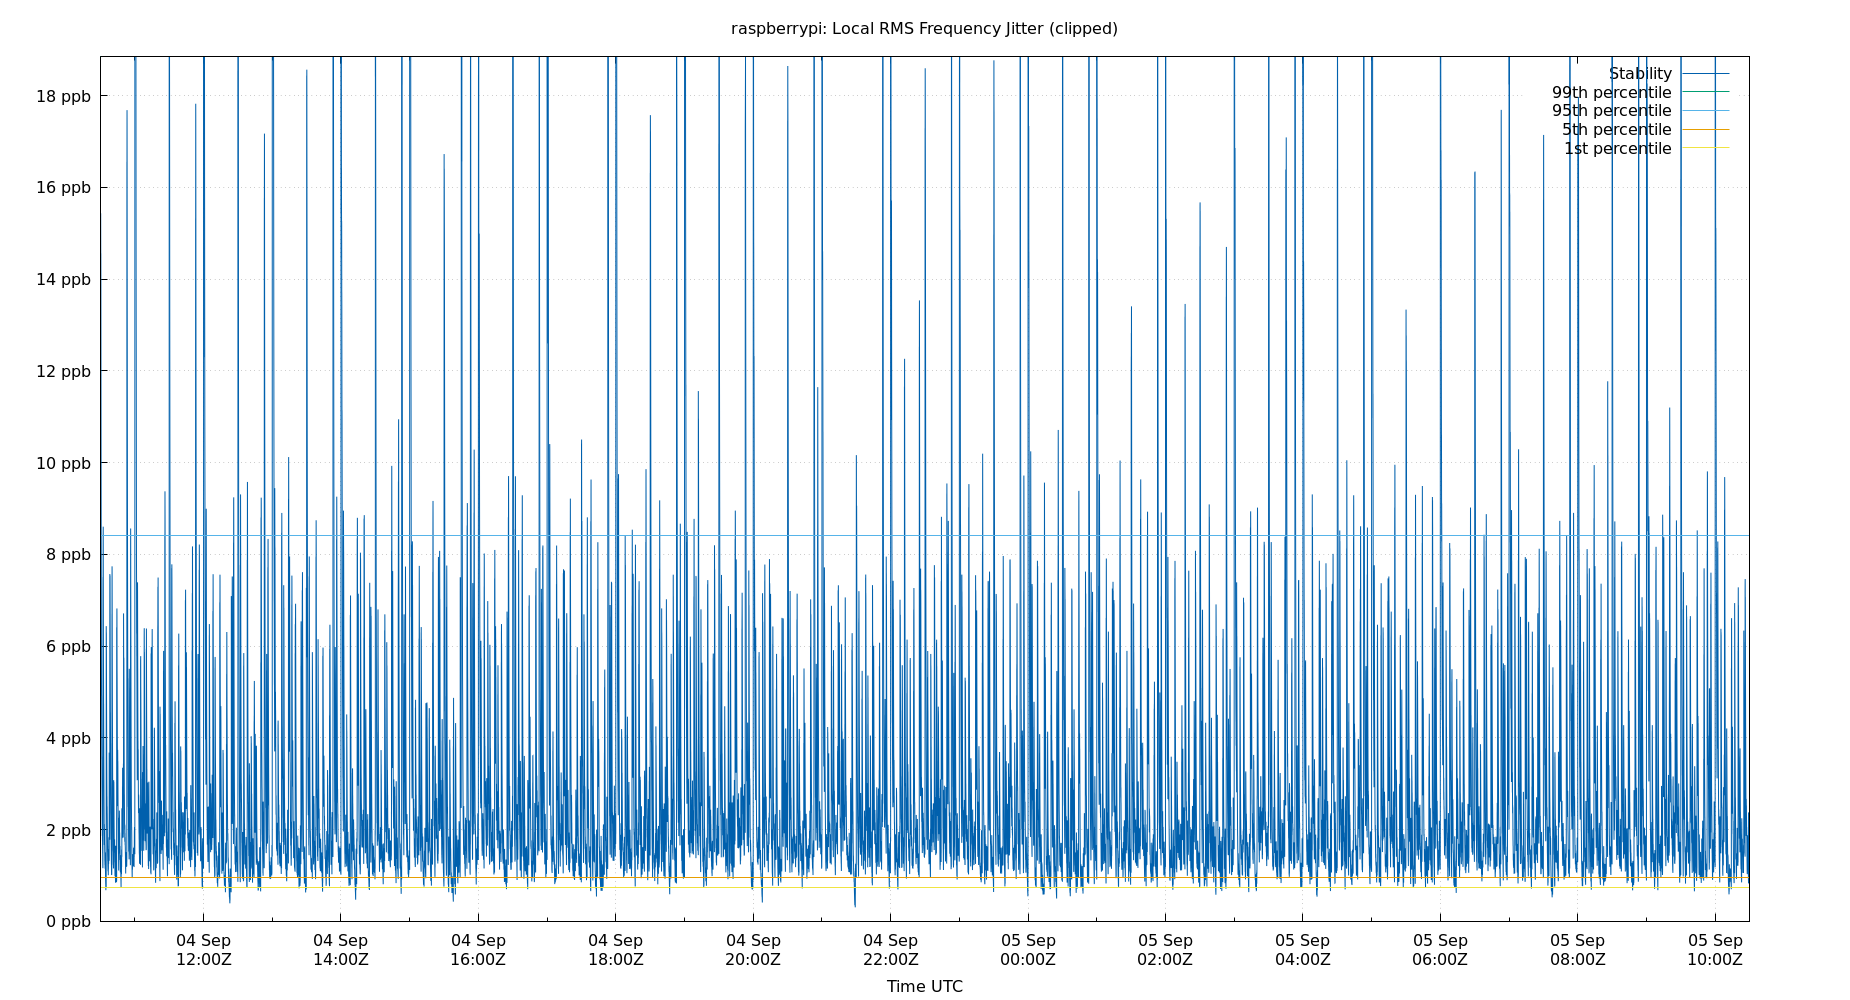 raspberrypi: Local RMS Frequency Jitter (clipped)
Stability
99th percentile
95th percentile
5th percentile
1st percentile
18 ppb
16 ppb
14 ppb
12 ppb
10 ppb
8 ppb
6 ppb
4 ppb
2 ppb
0 ppb
04 Sep 04 Sep 04 Sep 04 Sep 04 Sep 04 Sep 05 Sep 05 Sep 05 Sep 05 Sep 05 Sep 05 Sep
12:00Z 14:00Z 16:00Z 18:00Z 20:00Z 22:00Z 00:00Z 02:00Z 04:00Z 06:00Z 08:00Z 10:00Z
Time UTC